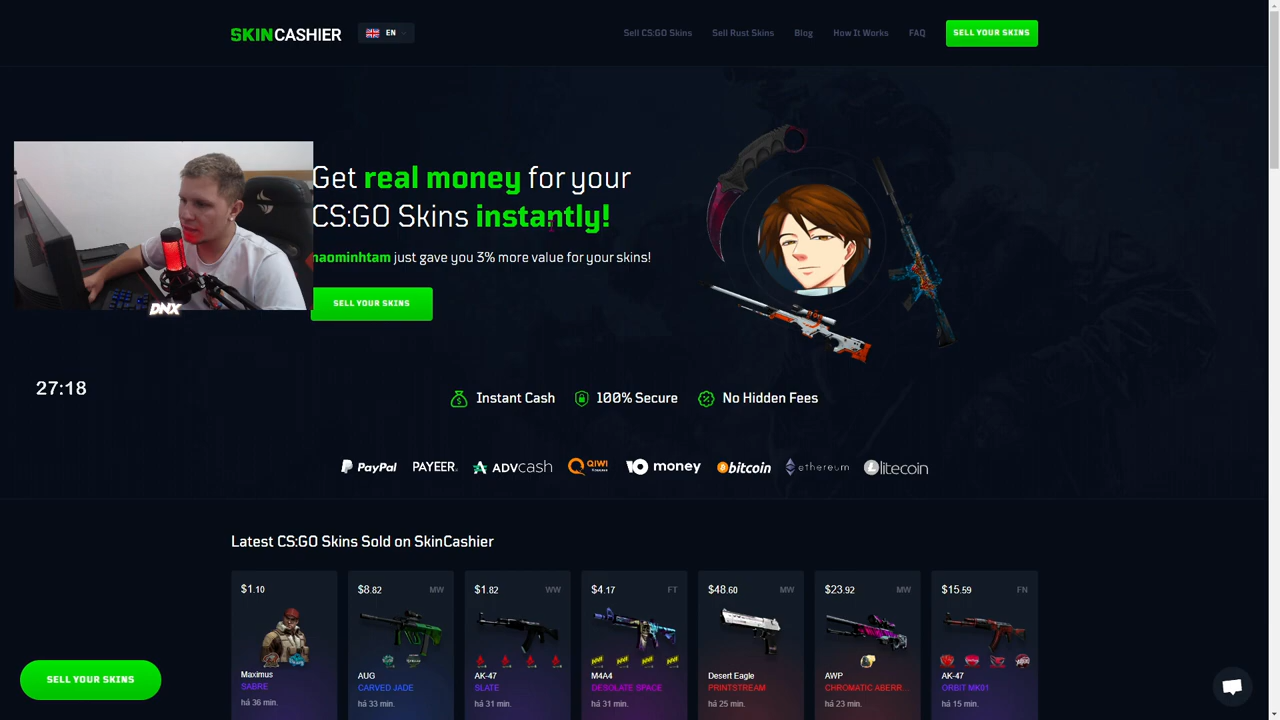 SKINCASHIER
EN
Sell CS:GO Skins
Sell Rust Skins
Blog
How It Works
FAQ
SELL YOUR SKINS
Get real money for your
CS:GO Skins instantly!
haominhtam just gave you 3% more value for your skins!
SELL YOUR SKINS
DNX
27:18
Instant Cash
100% Secure
No Hidden Fees
PayPal
PAYEER
ADVcash
QIWI
money
bitcoin
ethereum
litecoin
Latest CS:GO Skins Sold on SkinCashier
$1.10
Maximus
SABRE
há 36 min.
$8.82 MW
AUG
CARVED JADE
há 33 min.
$1.82 WW
AK-47
SLATE
há 31 min.
$4.17 FT
M4A4
DESOLATE SPACE
há 31 min.
$48.60 MW
Desert Eagle
PRINTSTREAM
há 25 min.
$23.92 MW
AWP
CHROMATIC ABERR...
há 23 min.
$15.59 FN
AK-47
ORBIT MK01
há 15 min.
SELL YOUR SKINS